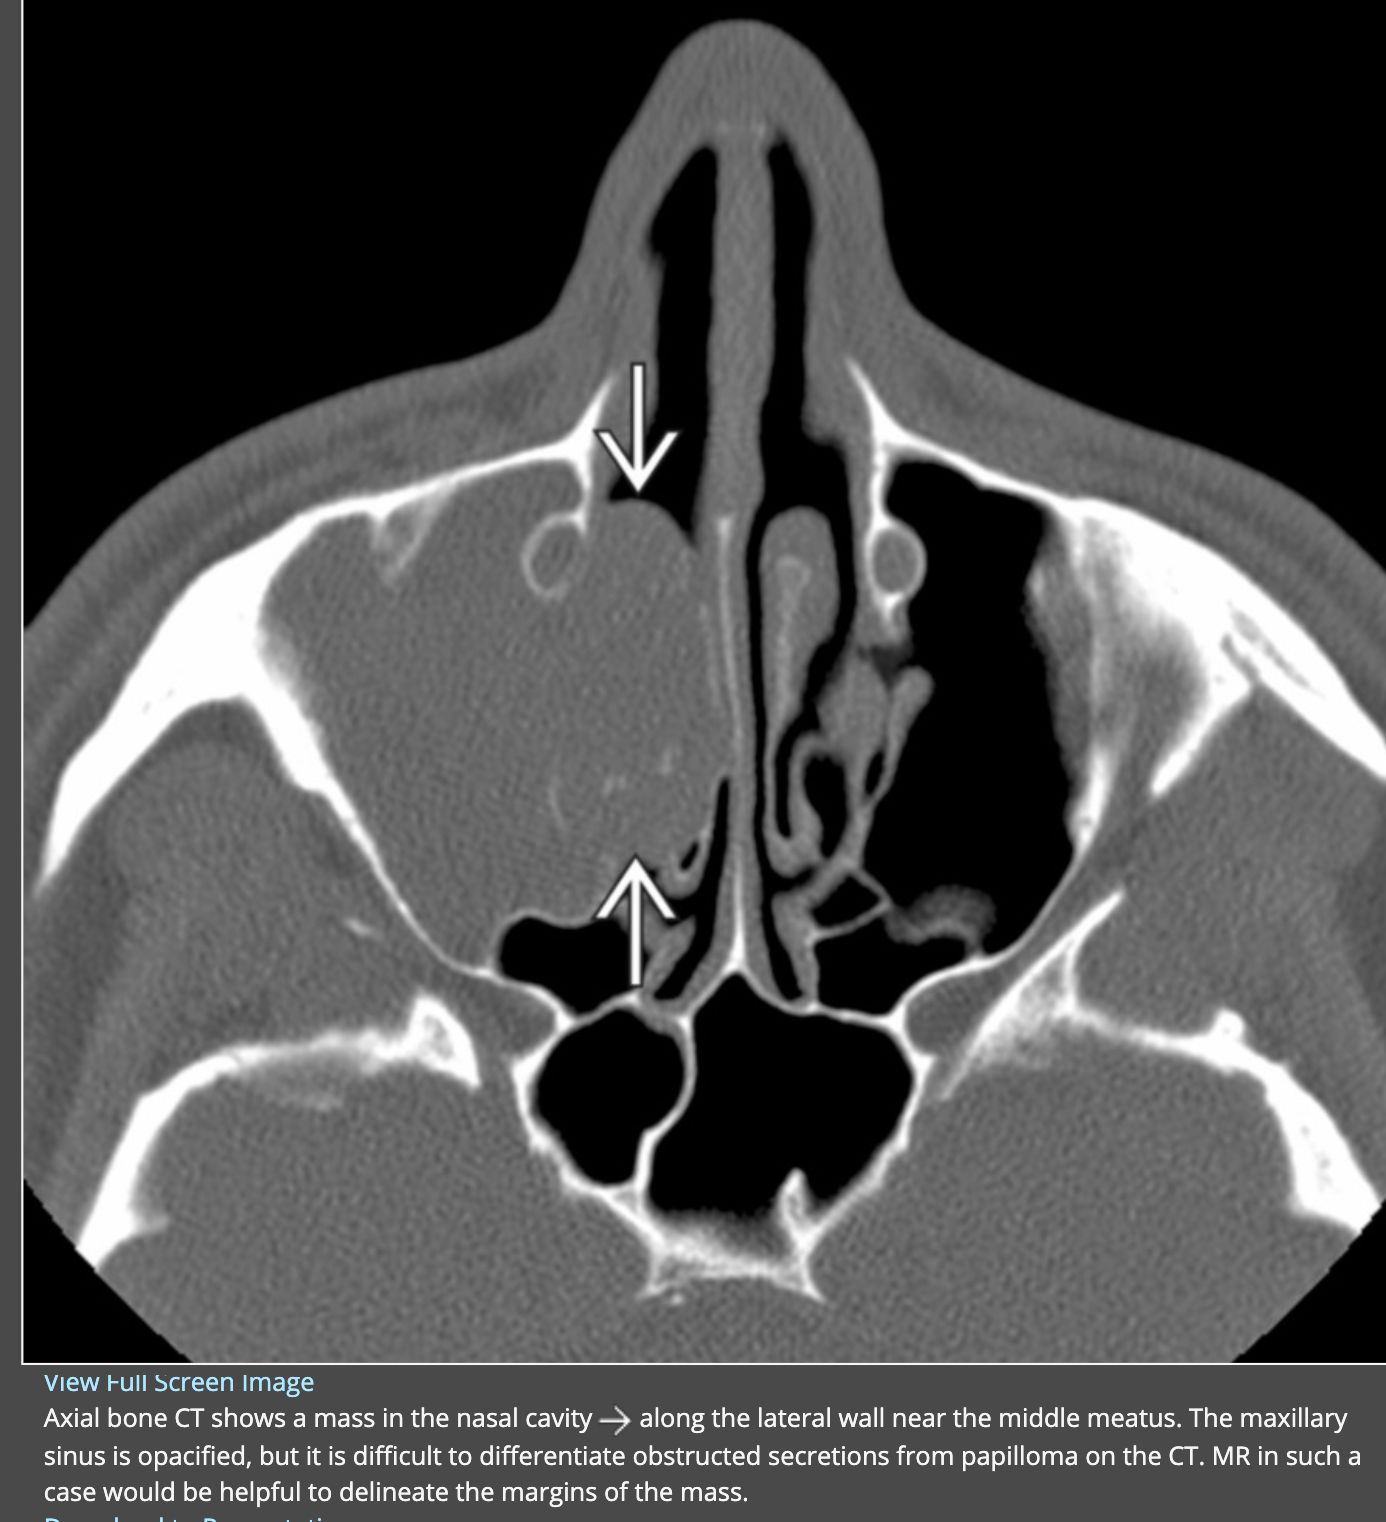 View Full Screen Image
Axial bone CT shows a mass in the nasal cavity → along the lateral wall near the middle meatus. The maxillary
sinus is opacified, but it is difficult to differentiate obstructed secretions from papilloma on the CT. MR in such a
case would be helpful to delineate the margins of the mass.